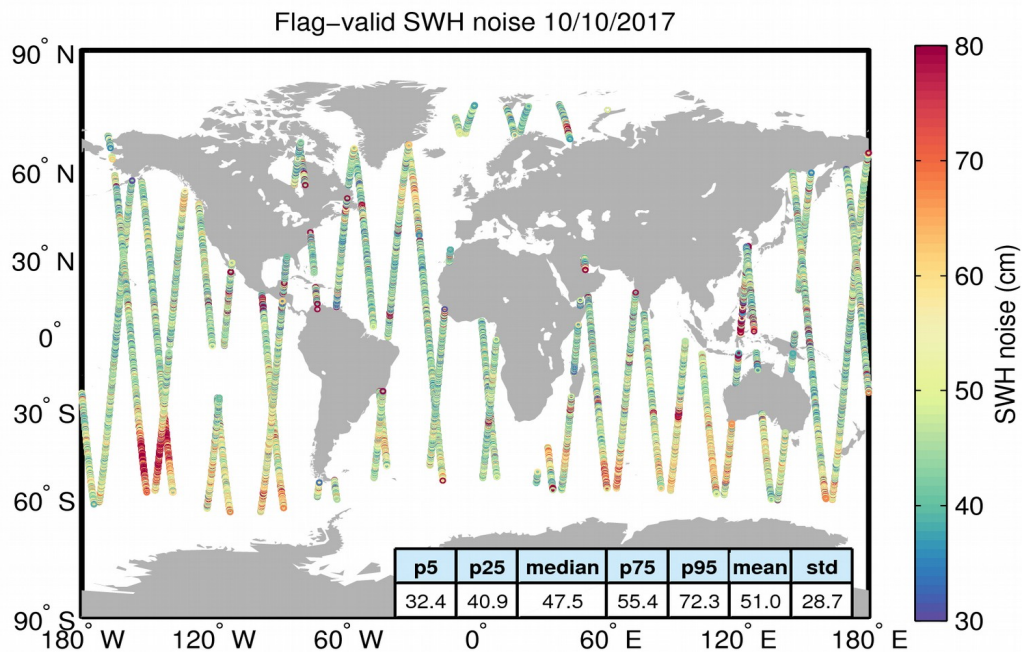 Flag−valid SWH noise 10/10/2017
90° N
60° N
30° N
0°
30° S
60° S
90° S
180° W
120° W
60° W
0°
60° E
120° E
180° E
p5 p25 median p75 p95 mean std
32.4 40.9 47.5 55.4 72.3 51.0 28.7
80
70
60
50
40
30
SWH noise (cm)